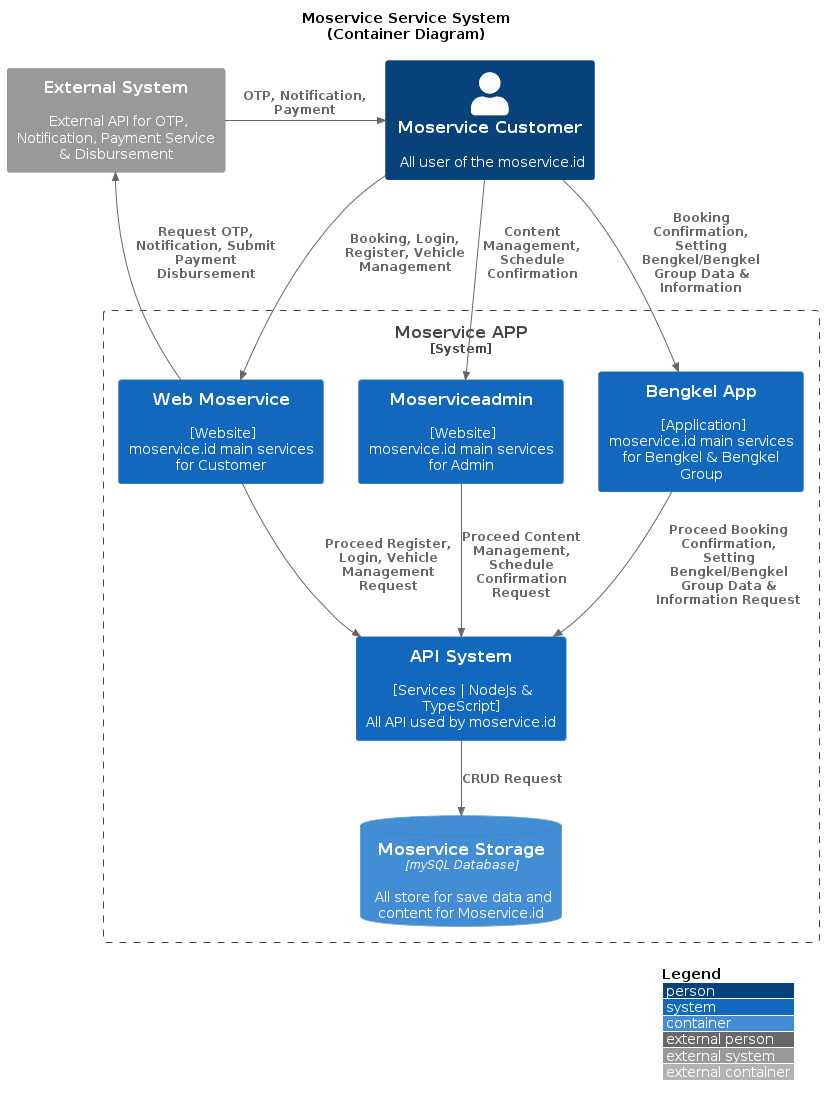 Moservice Service System
(Container Diagram)
External System
External API for OTP,
Notification, Payment Service
& Disbursement
OTP, Notification,
Payment
Moservice Customer
All user of the moservice.id
Request OTP,
Notification, Submit
Payment
Disbursement
Booking, Login,
Register, Vehicle
Management
Content
Management,
Schedule
Confirmation
Booking
Confirmation,
Setting
Bengkel/Bengkel
Group Data &
Information
Moservice APP
[System]
Web Moservice
[Website]
moservice.id main services
for Customer
Moserviceadmin
[Website]
moservice.id main services
for Admin
Bengkel App
[Application]
moservice.id main services
for Bengkel & Bengkel
Group
Proceed Register,
Login, Vehicle
Management
Request
Proceed Content
Management,
Schedule
Confirmation
Request
Proceed Booking
Confirmation,
Setting
Bengkel/Bengkel
Group Data &
Information Request
API System
[Services | NodeJs &
TypeScript]
All API used by moservice.id
CRUD Request
Moservice Storage
[mySQL Database]
All store for save data and
content for Moservice.id
Legend
person
system
container
external person
external system
external container